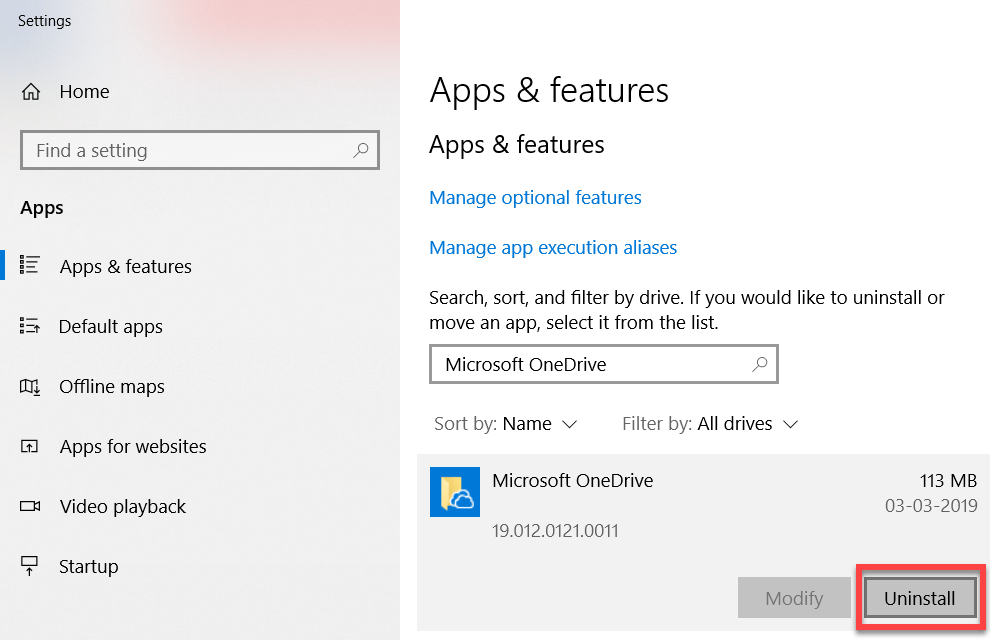 Settings
Home
Find a setting
Apps
Apps & features
Default apps
Offline maps
Apps for websites
Video playback
Startup
Apps & features
Apps & features
Manage optional features
Manage app execution aliases
Search, sort, and filter by drive. If you would like to uninstall or
move an app, select it from the list.
Microsoft OneDrive
Sort by: Name Filter by: All drives
Microsoft OneDrive 113 MB
03-03-2019
19.012.0121.0011
Modify Uninstall